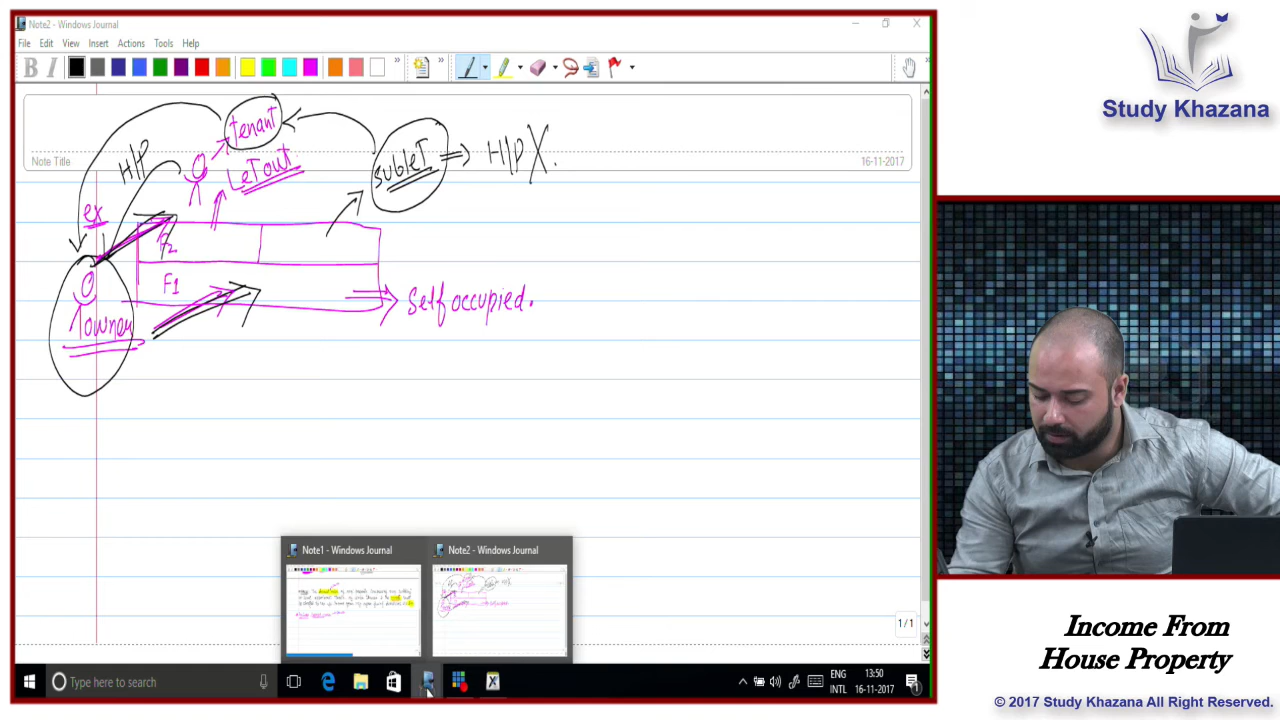 Note2 - Windows Journal
File Edit View Insert Actions Tools Help
B I
Study Khazana
Note Title
16-11-2017
tenant
H/P
Let out
sublet
H/P X.
ex
F2
F1
owner
Self occupied.
Note1 - Windows Journal
Note2 - Windows Journal
1/1
Type here to search
ENG
INTL
13:50
16-11-2017
Income From
House Property
© 2017 Study Khazana All Right Reserved.